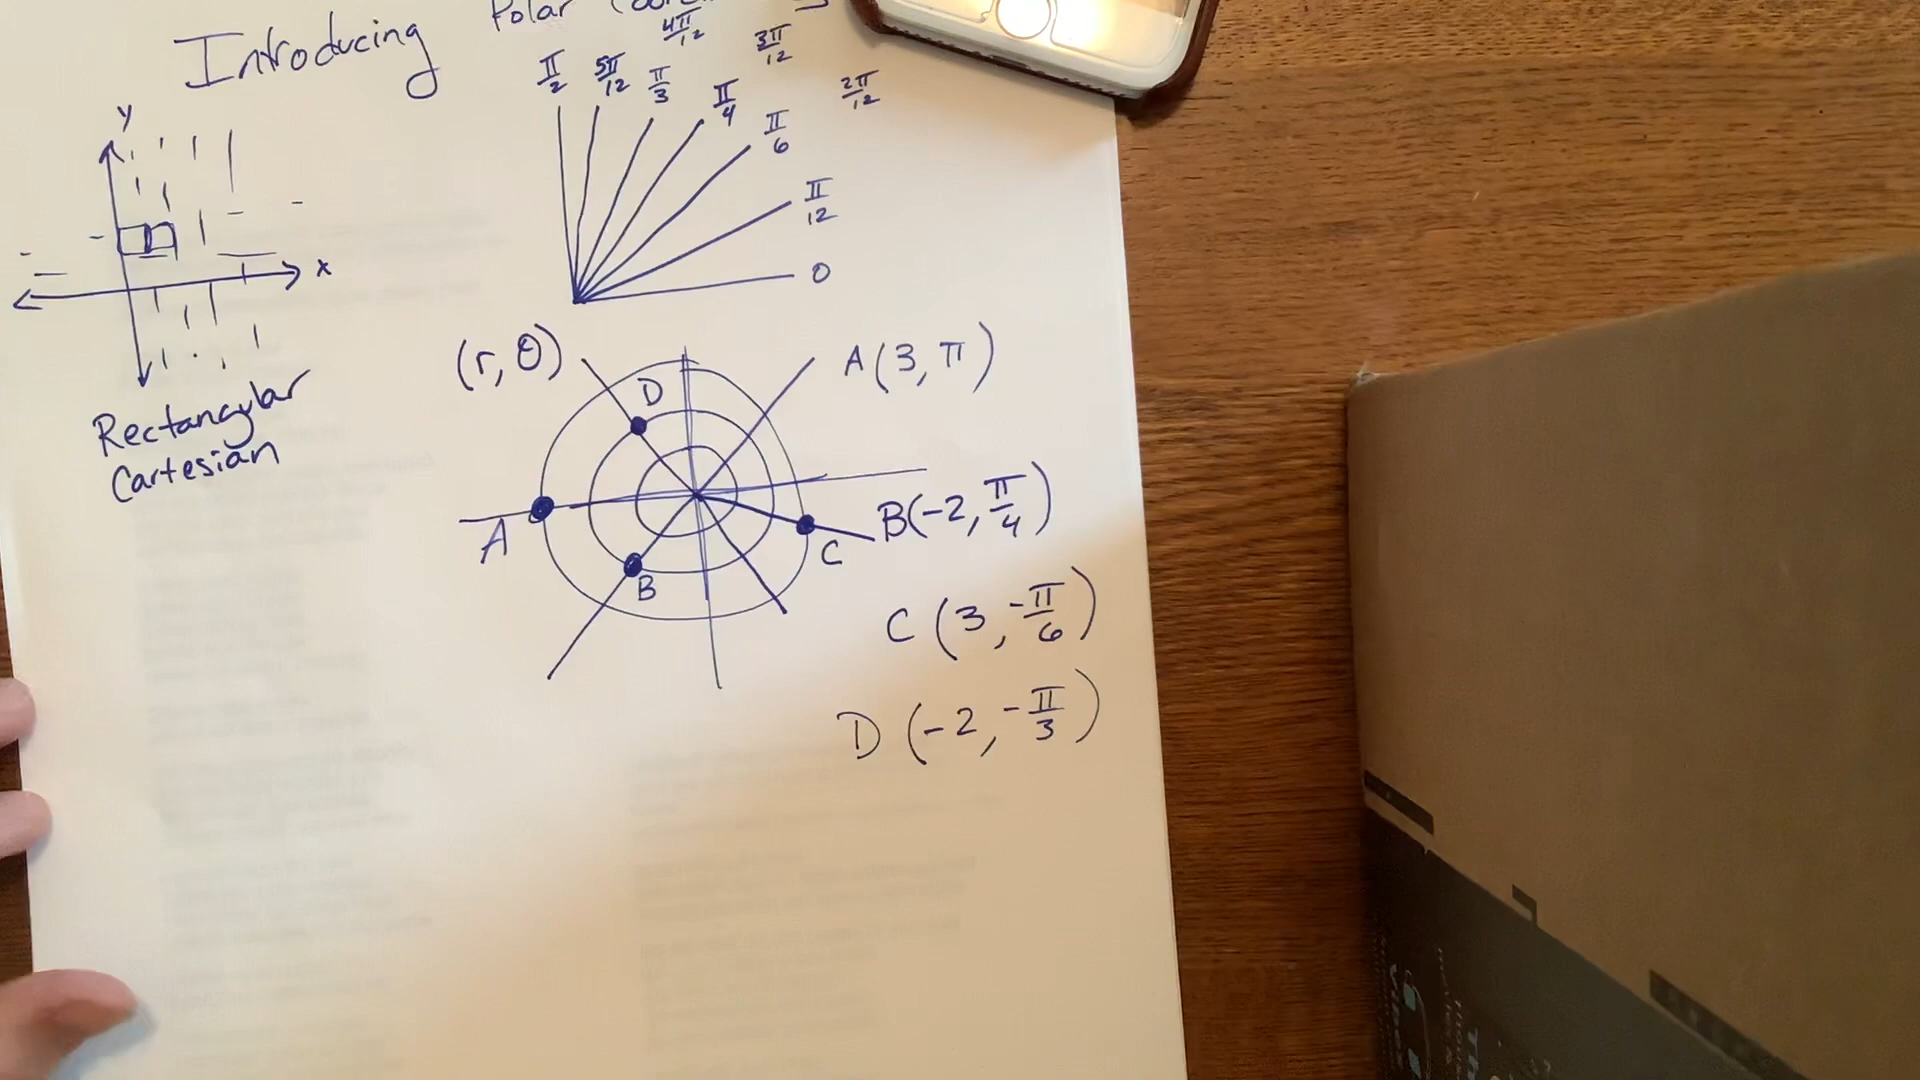 Introducing Polar
π/2 5π/12 π/3 4π/12 π/4 3π/12 π/6 2π/12
π/12
0
y
x
Rectangular
Cartesian
(r, θ)
D
A
B
C
A(3, π)
B(-2, π/4)
C(3, -π/6)
D(-2, -π/3)